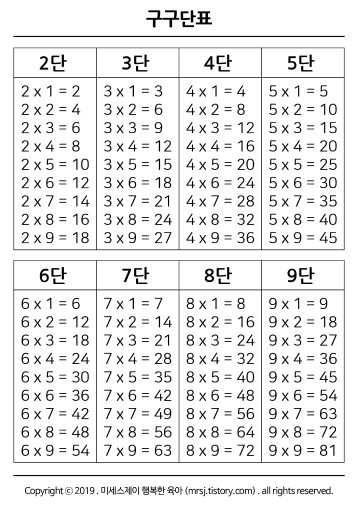 구구단표
2단 3단 4단 5단
2 x 1 = 2 3 x 1 = 3 4 x 1 = 4 5 x 1 = 5
2 x 2 = 4 3 x 2 = 6 4 x 2 = 8 5 x 2 = 10
2 x 3 = 6 3 x 3 = 9 4 x 3 = 12 5 x 3 = 15
2 x 4 = 8 3 x 4 = 12 4 x 4 = 16 5 x 4 = 20
2 x 5 = 10 3 x 5 = 15 4 x 5 = 20 5 x 5 = 25
2 x 6 = 12 3 x 6 = 18 4 x 6 = 24 5 x 6 = 30
2 x 7 = 14 3 x 7 = 21 4 x 7 = 28 5 x 7 = 35
2 x 8 = 16 3 x 8 = 24 4 x 8 = 32 5 x 8 = 40
2 x 9 = 18 3 x 9 = 27 4 x 9 = 36 5 x 9 = 45
6단 7단 8단 9단
6 x 1 = 6 7 x 1 = 7 8 x 1 = 8 9 x 1 = 9
6 x 2 = 12 7 x 2 = 14 8 x 2 = 16 9 x 2 = 18
6 x 3 = 18 7 x 3 = 21 8 x 3 = 24 9 x 3 = 27
6 x 4 = 24 7 x 4 = 28 8 x 4 = 32 9 x 4 = 36
6 x 5 = 30 7 x 5 = 35 8 x 5 = 40 9 x 5 = 45
6 x 6 = 36 7 x 6 = 42 8 x 6 = 48 9 x 6 = 54
6 x 7 = 42 7 x 7 = 49 8 x 7 = 56 9 x 7 = 63
6 x 8 = 48 7 x 8 = 56 8 x 8 = 64 9 x 8 = 72
6 x 9 = 54 7 x 9 = 63 8 x 9 = 72 9 x 9 = 81
Copyright ⓒ 2019 . 미세스제이 행복한 육아 (mrsj.tistory.com) . all rights reserved.